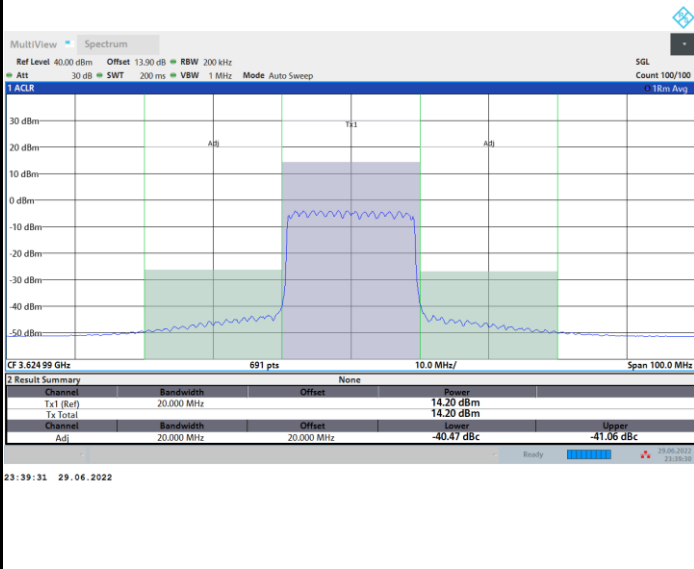 MultiView Spectrum
Ref Level 40.00 dBm Offset 13.90 dB RBW 200 kHz SGL
Att 30 dB SWT 200 ms VBW 1 MHz Mode Auto Sweep Count 100/100
1 ACLR 1Rm Avg
30 dBm
Tx1
20 dBm
Adj Adj
10 dBm
0 dBm
-10 dBm
-20 dBm
-30 dBm
-40 dBm
-50 dBm
CF 3.62499 GHz 691 pts 10.0 MHz/ Span 100.0 MHz
2 Result Summary None
Channel Bandwidth Offset Power
Tx1 (Ref) 20.000 MHz 14.20 dBm
Tx Total 14.20 dBm
Channel Bandwidth Offset Lower Upper
Adj 20.000 MHz 20.000 MHz -40.47 dBc -41.06 dBc
Ready 29.06.2022
23:39:30
23:39:31 29.06.2022